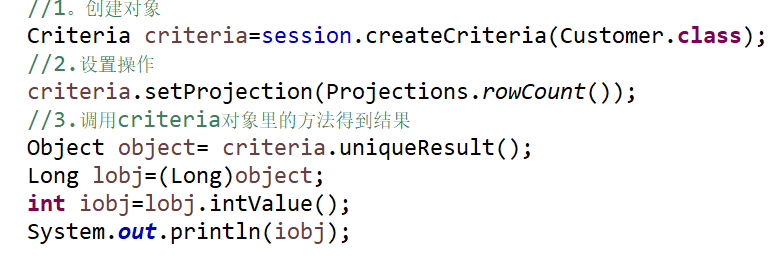 //1。创建对象
Criteria criteria=session.createCriteria(Customer.class);
//2.设置操作
criteria.setProjection(Projections.rowCount());
//3.调用criteria对象里的方法得到结果
Object object= criteria.uniqueResult();
Long lobj=(Long)object;
int iobj=lobj.intValue();
System.out.println(iobj);